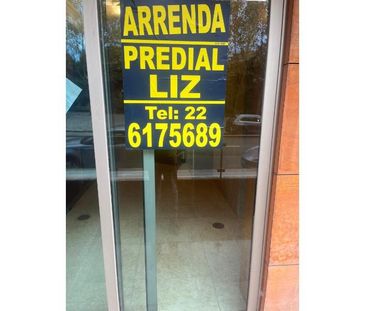 ARRENDA
PREDIAL
LIZ
Tel: 22
6175689